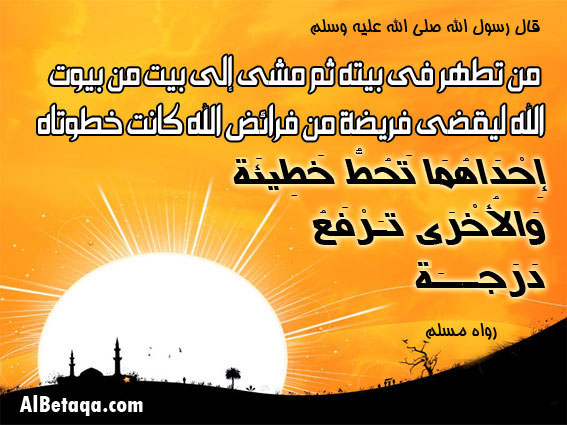 قال رسول الله صلى الله عليه وسلم
من تطهر فى بيته ثم مشى إلى بيت من بيوت
الله ليقضى فريضة من فرائض الله كانت خطوتاه
إِحْدَاهُمَا تَحُطُّ خَطِيئَة
وَالأُخْرَى تَرْفَعُ
دَرَجَة
رواه مسلم
AlBetaqa.com